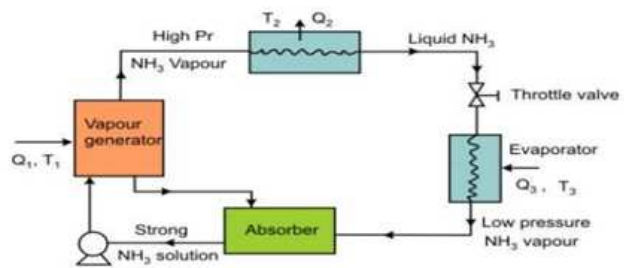 T₂ Q₂
High Pr
NH₃ Vapour
Liquid NH₃
Throttle valve
Vapour
generator
Q₁, T₁
Evaporator
Q₃, T₃
Absorber
Strong
NH₃ solution
Low pressure
NH₃ vapour